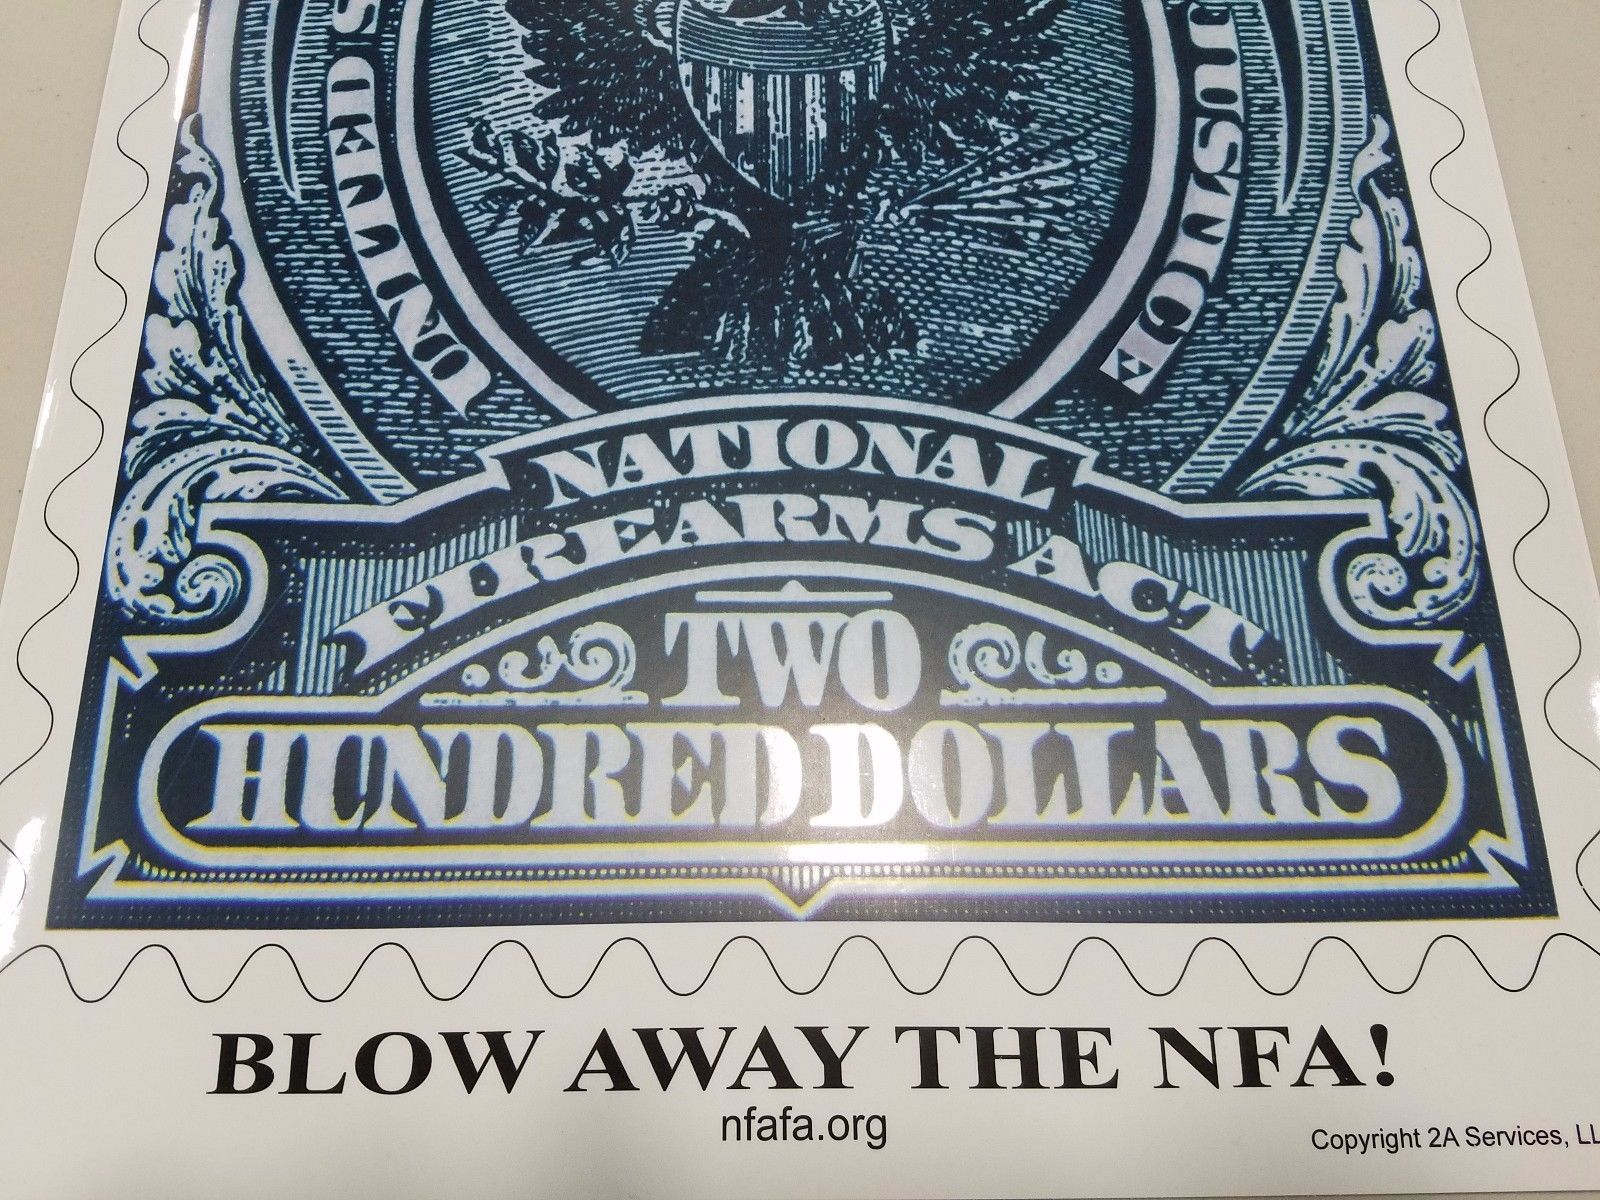 UNITED S
JUSTICE
NATIONAL
FIREARMS ACT
TWO
HUNDRED DOLLARS
BLOW AWAY THE NFA!
nfafa.org
Copyright 2A Services, LL